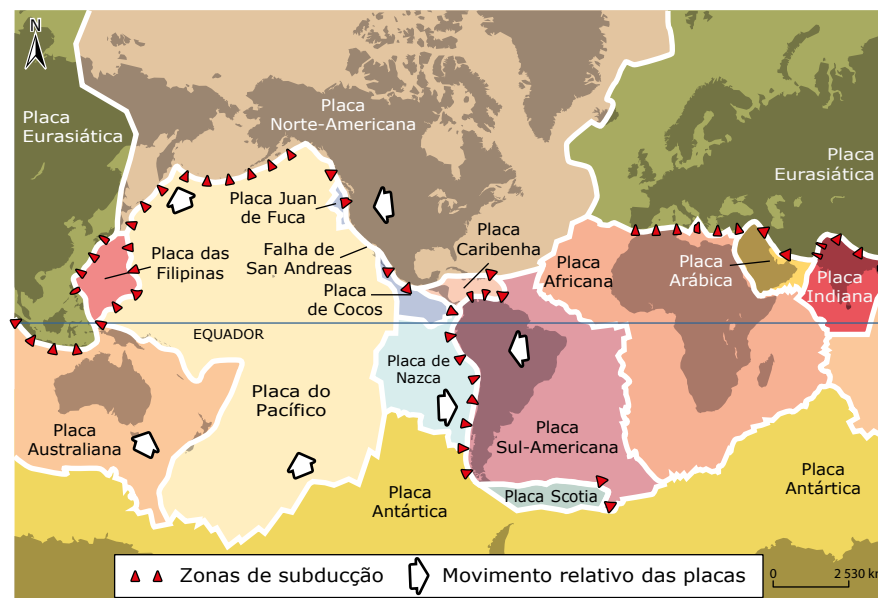 N
Placa
Eurasiática
Placa
Norte-Americana
Placa
Eurasiática
Placa Juan
de Fuca
Placa
Caribenha
Placa das
Filipinas
Falha de
San Andreas
Placa
Africana
Placa
Arábica
Placa
Indiana
Placa
de Cocos
EQUADOR
Placa de
Nazca
Placa do
Pacífico
Placa
Australiana
Placa
Sul-Americana
Placa
Antártica
Placa Scotia
Placa
Antártica
Zonas de subducção
Movimento relativo das placas
0 2 530 km